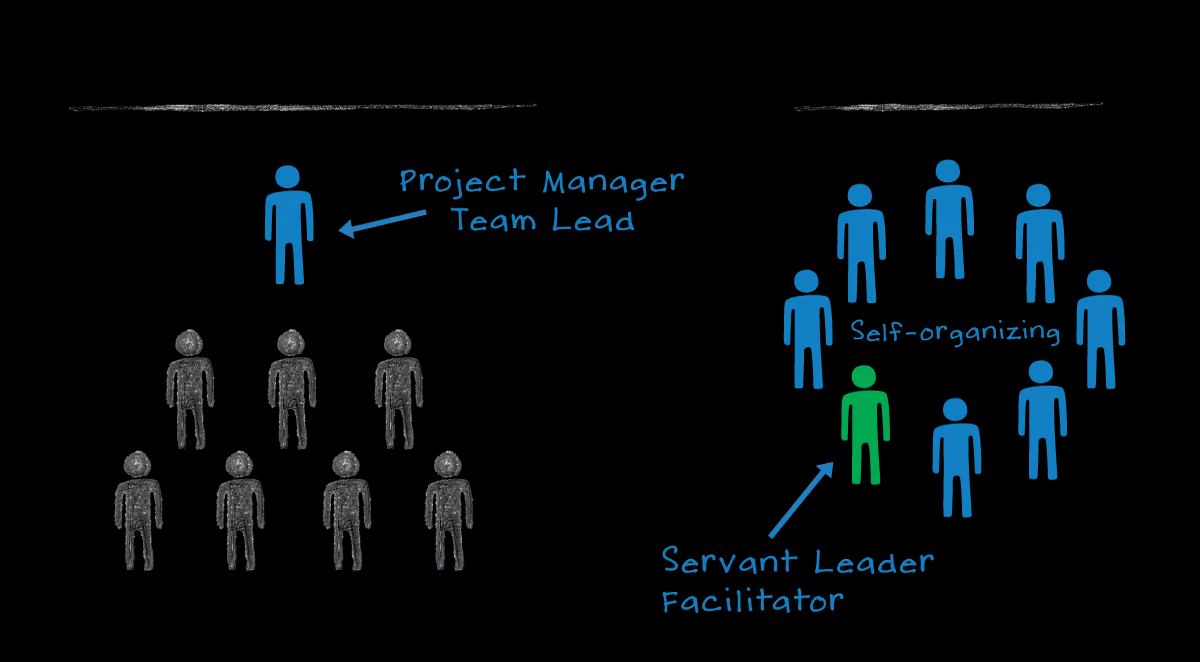 Project Manager
Team Lead
Self-organizing
Servant Leader
Facilitator